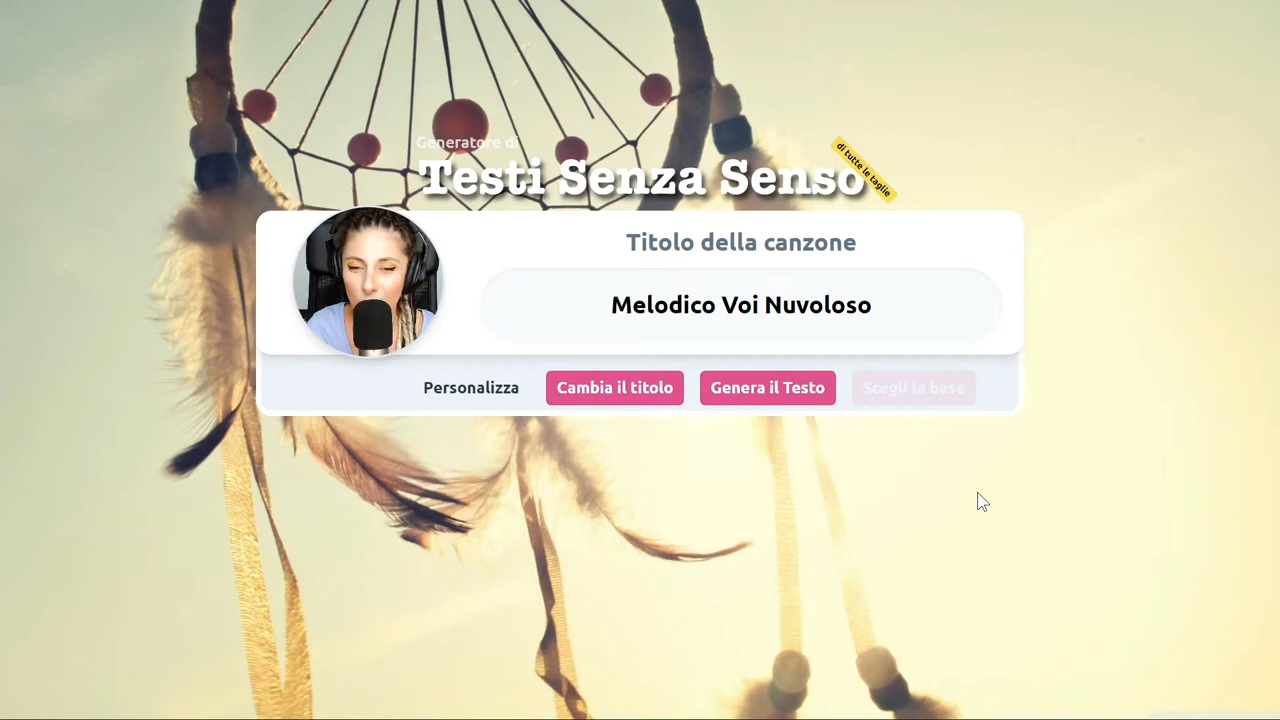 Generatore di
Testi Senza Senso
di tutte le taglie
Titolo della canzone
Melodico Voi Nuvoloso
Personalizza
Cambia il titolo
Genera il Testo
Scegli la base